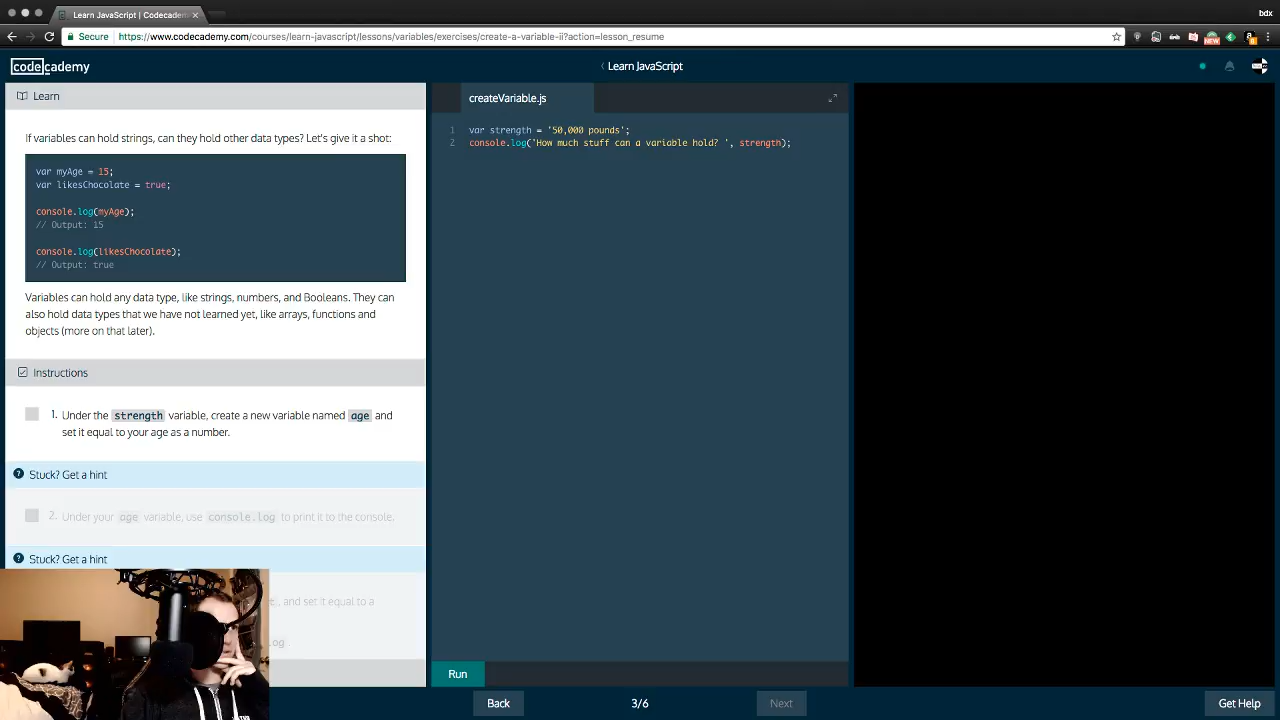 Learn JavaScript | Codecadem
bdx
Secure
https://www.codecademy.com/courses/learn-javascript/lessons/variables/exercises/create-a-variable-ii?action=lesson_resume
codecademy
Learn JavaScript
Learn
If variables can hold strings, can they hold other data types? Let's give it a shot:
var myAge = 15;
var likesChocolate = true;
console.log(myAge);
// Output: 15
console.log(likesChocolate);
// Output: true
Variables can hold any data type, like strings, numbers, and Booleans. They can
also hold data types that we have not learned yet, like arrays, functions and
objects (more on that later).
Instructions
1. Under the strength variable, create a new variable named age and
set it equal to your age as a number.
Stuck? Get a hint
2. Under your age variable, use console.log to print it to the console.
Stuck? Get a hint
, and set it equal to a
createVariable.js
1 var strength = '50,000 pounds';
2 console.log('How much stuff can a variable hold? ', strength);
Run
Back
3/6
Next
Get Help